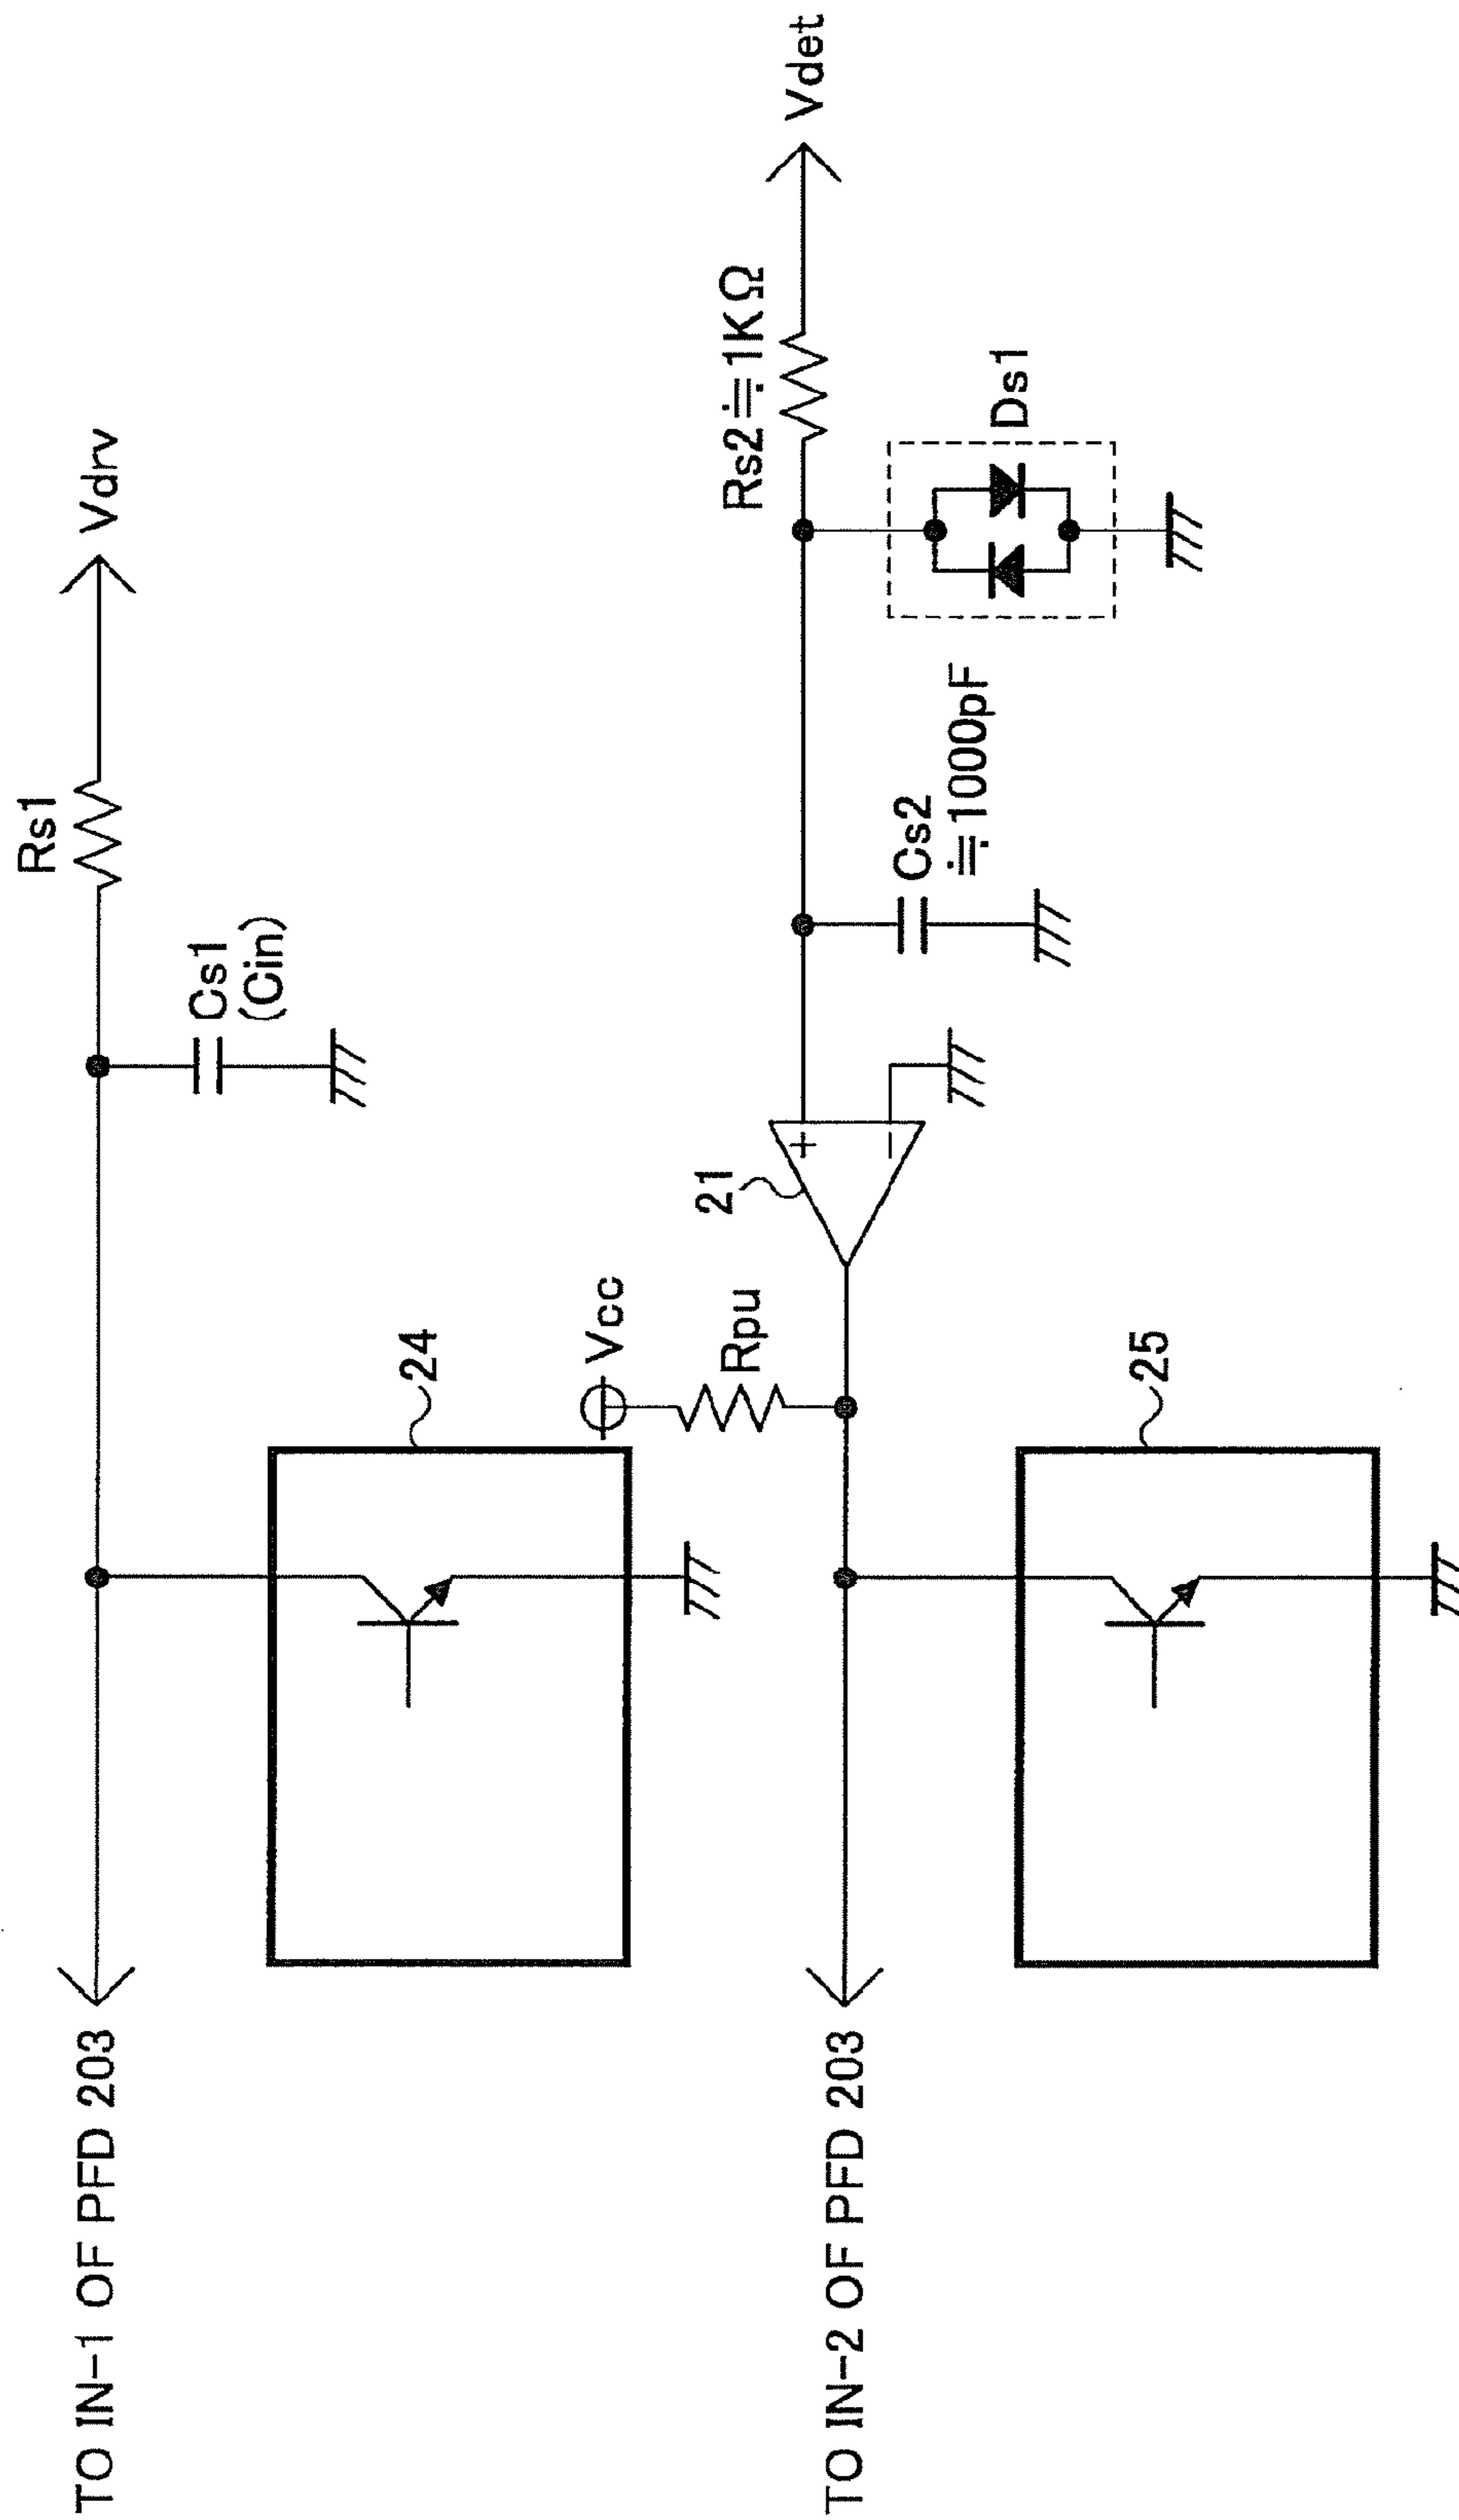 Vdrv
Rs1
Cs1
(Cin)
24
TO IN-1 OF PFD 203
Vdet
Rs2≒1KΩ
Ds1
Cs2
≒1000pF
21
Vcc
Rpu
+
−
25
TO IN-2 OF PFD 203